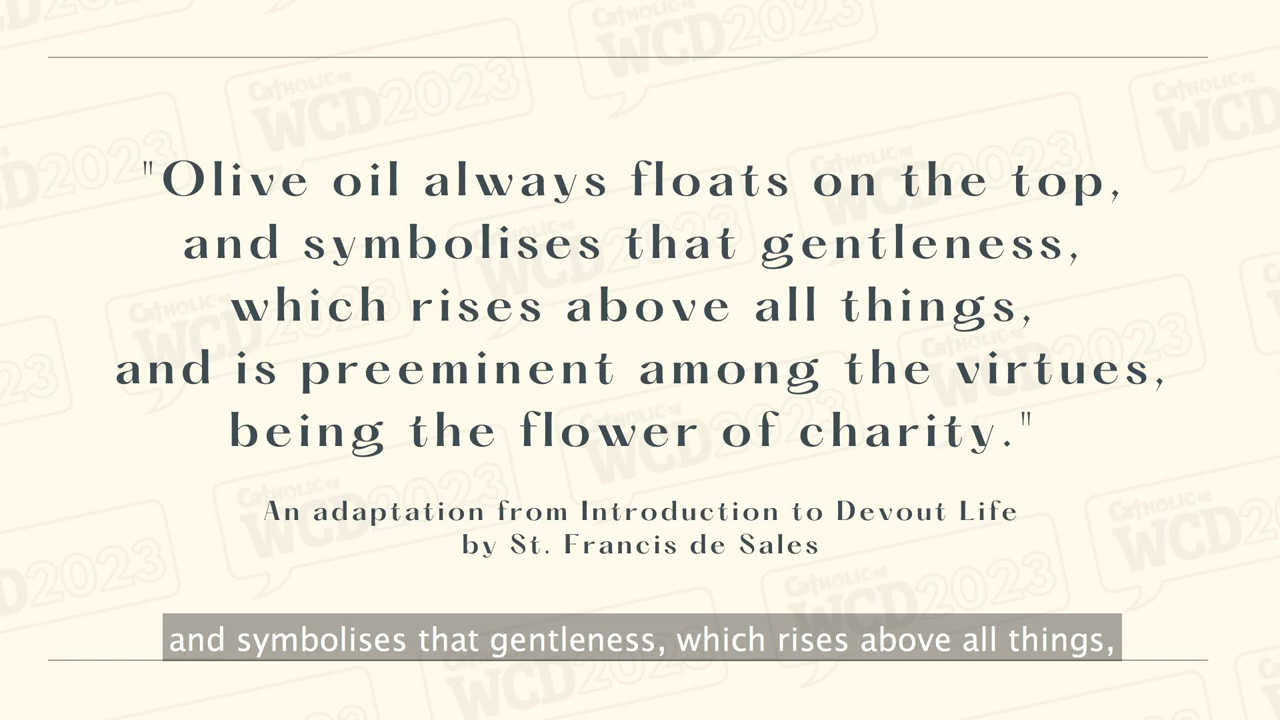 "Olive oil always floats on the top,
and symbolises that gentleness,
which rises above all things,
and is preeminent among the virtues,
being the flower of charity."
An adaptation from Introduction to Devout Life
by St. Francis de Sales
and symbolises that gentleness, which rises above all things,